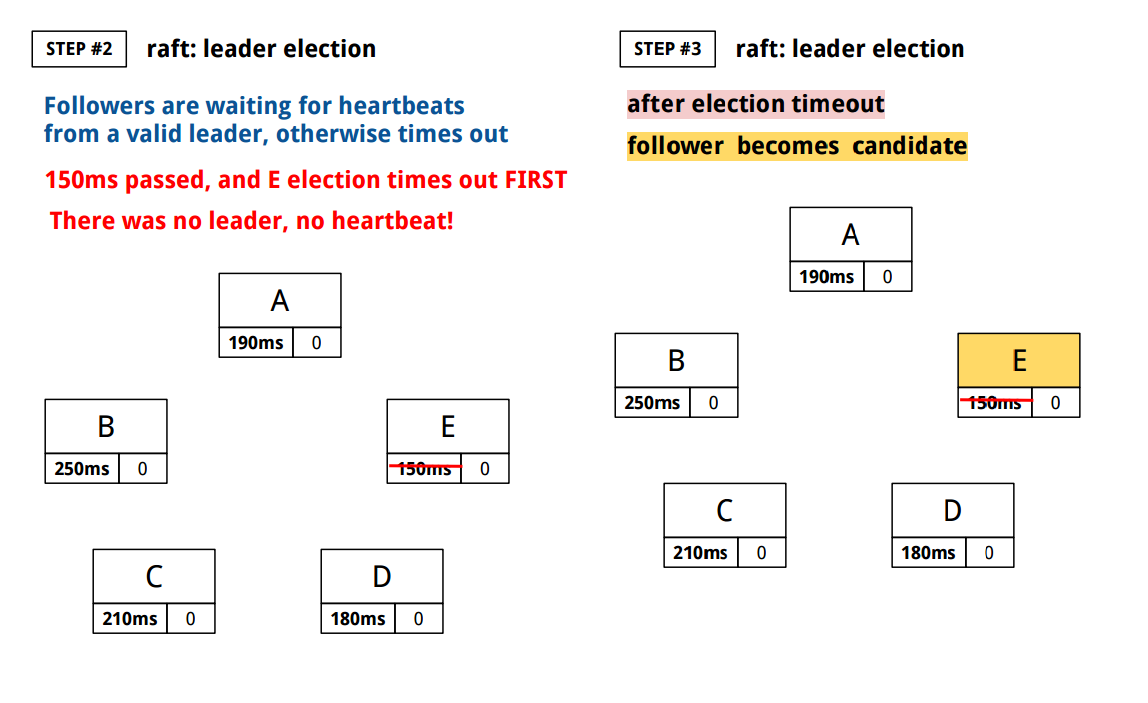 STEP #2
raft: leader election
Followers are waiting for heartbeats
from a valid leader, otherwise times out
150ms passed, and E election times out FIRST
There was no leader, no heartbeat!
A
190ms 0
B
250ms 0
E
150ms 0
C
210ms 0
D
180ms 0
STEP #3
raft: leader election
after election timeout
follower becomes candidate
A
190ms 0
B
250ms 0
E
150ms 0
C
210ms 0
D
180ms 0